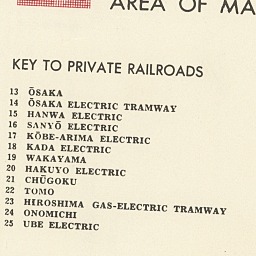 AREA OF MA
KEY TO PRIVATE RAILROADS
13 ŌSAKA
14 ŌSAKA ELECTRIC TRAMWAY
15 HANWA ELECTRIC
16 SANYŌ ELECTRIC
17 KŌBE-ARIMA ELECTRIC
18 KADA ELECTRIC
19 WAKAYAMA
20 HAKUYO ELECTRIC
21 CHŪGOKU
22 TOMO
23 HIROSHIMA GAS-ELECTRIC TRAMWAY
24 ONOMICHI
25 UBE ELECTRIC